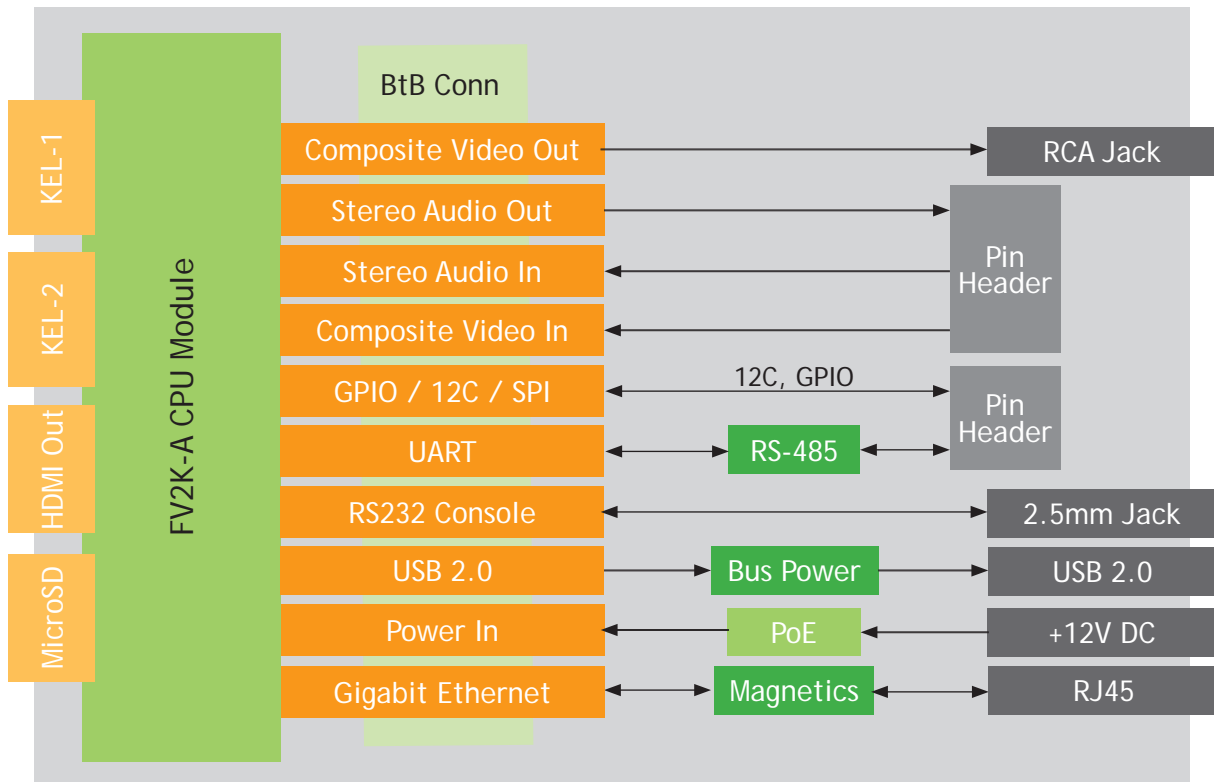 BtB Conn
KEL-1
KEL-2
HDMI Out
MicroSD
FV2K-A CPU Module
Composite Video Out
RCA Jack
Stereo Audio Out
Stereo Audio In
Composite Video In
Pin
Header
GPIO / 12C / SPI
12C, GPIO
UART
RS-485
Pin
Header
RS232 Console
2.5mm Jack
USB 2.0
Bus Power
USB 2.0
Power In
PoE
+12V DC
Gigabit Ethernet
Magnetics
RJ45